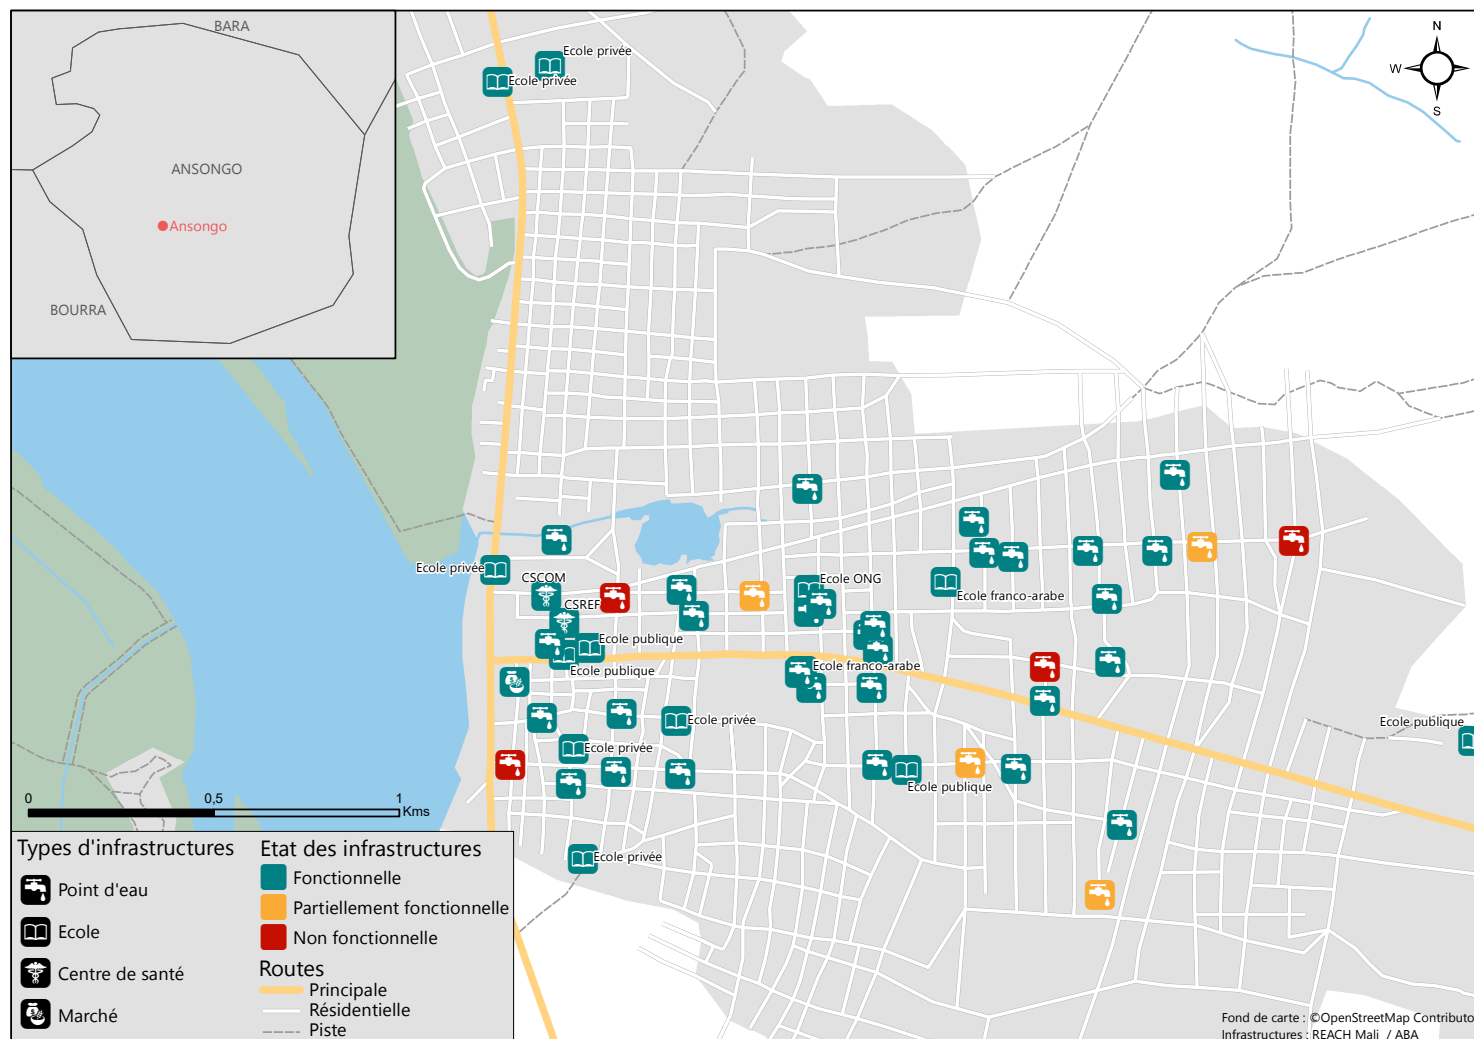 BARA
ANSONGO
Ansongo
BOURRA
N
W
S
Ecole privée
Ecole privée
Ecole privée
CSCOM
CSREF
Ecole publique
Ecole publique
Ecole ONG
Ecole franco-arabe
Ecole franco-arabe
Ecole privée
Ecole privée
Ecole publique
Ecole publique
Ecole privée
0
0,5
1
Kms
Types d'infrastructures
Point d'eau
Ecole
Centre de santé
Marché
Etat des infrastructures
Fonctionnelle
Partiellement fonctionnelle
Non fonctionnelle
Routes
Principale
Résidentielle
Piste
Fond de carte : ©OpenStreetMap Contributo
Infrastructures : REACH Mali / ABA